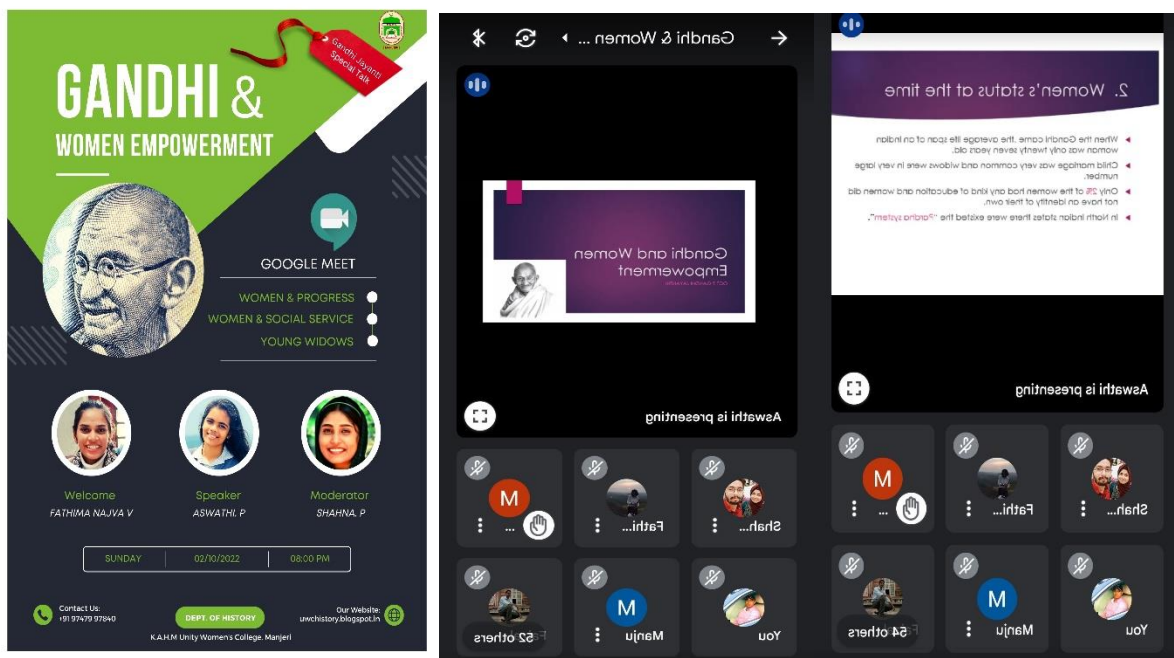 Gandhi Jayanti
Special Talk
GANDHI &
WOMEN EMPOWERMENT
GOOGLE MEET
WOMEN & PROGRESS
WOMEN & SOCIAL SERVICE
YOUNG WIDOWS
Welcome
FATHIMA NAJVA V
Speaker
ASWATHI. P
Moderator
SHAHNA. P
SUNDAY
02/10/2022
08:00 PM
Contact Us:
+91 97479 97840
DEPT. OF HISTORY
Our Website:
uwchistory.blogspot.in
K.A.H.M Unity Women's College. Manjeri
Gandhi & Women ...
Gandhi and Women
Empowerment
Aswathi is presenting
Shah...
Fathi...
M
...
You
Manju
M
52 others
2. Women's status at the time
When the Gandhi came ,the average life span of an Indian
woman was only twenty seven years old.
Child marriage was very common and widows were in very large
number.
Only 2% of the women had any kind of education and women did
not have an identity of their own.
In North Indian states there were existed the "Pardha system".
Aswathi is presenting
Shah...
Fathi...
M
...
You
Manju
M
54 others